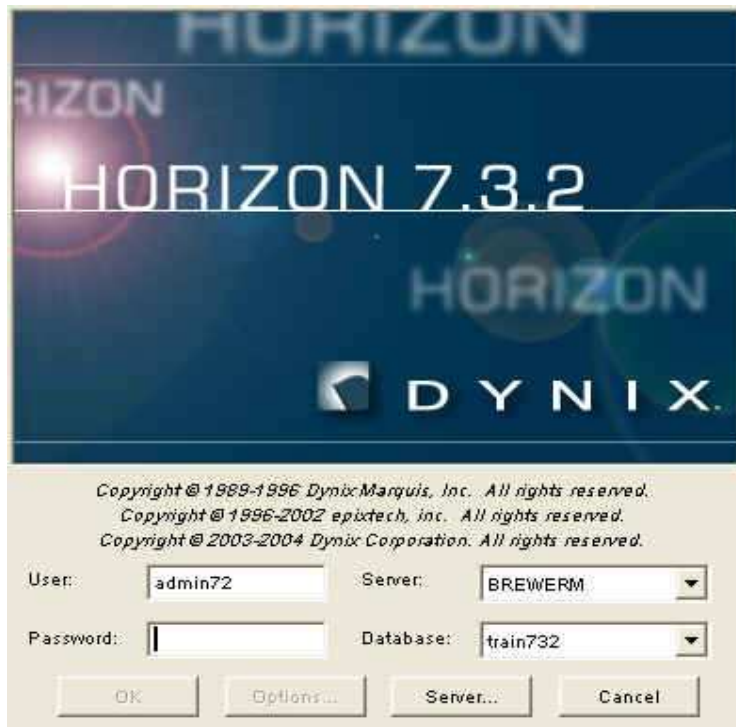 HORIZON
RIZON
HORIZON 7.3.2
HORIZON
DYNIX.
Copyright © 1989-1996 Dynix Marquis, Inc. All rights reserved.
Copyright © 1996-2002 epixtech, inc. All rights reserved.
Copyright © 2003-2004 Dynix Corporation. All rights reserved.
User: admin72 Server: BREWERM
Password: Database: train732
OK Options... Server... Cancel